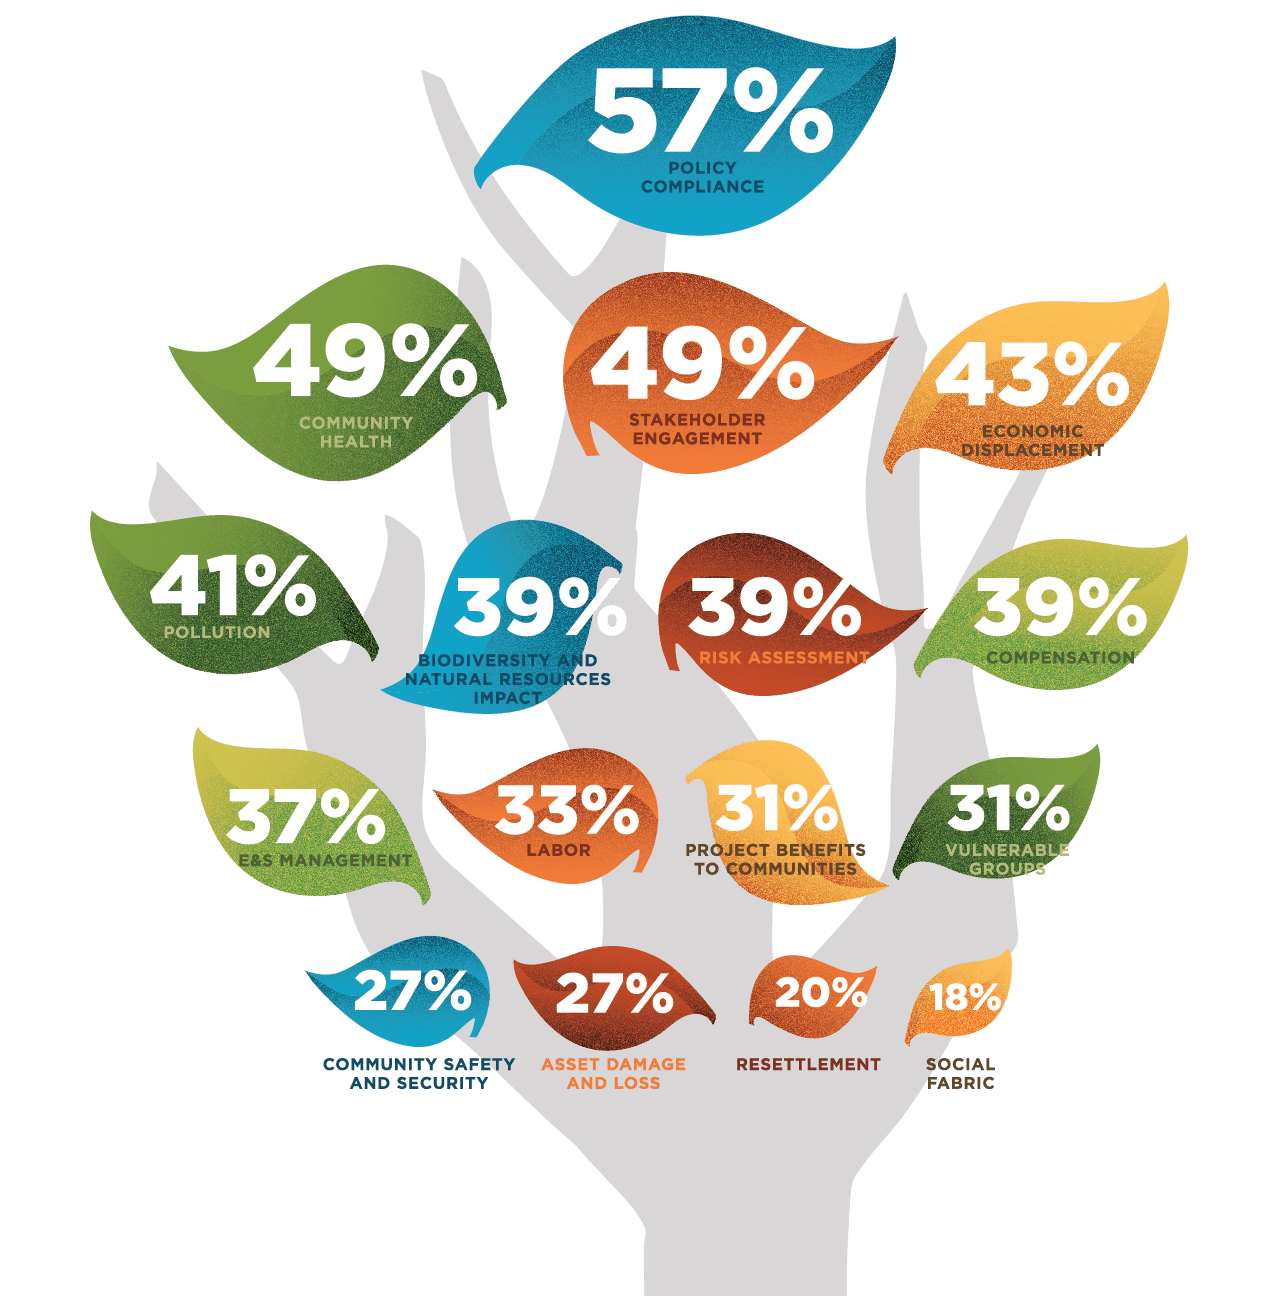 57%
POLICY
COMPLIANCE
49%
COMMUNITY
HEALTH
49%
STAKEHOLDER
ENGAGEMENT
43%
ECONOMIC
DISPLACEMENT
41%
POLLUTION
39%
BIODIVERSITY AND
NATURAL RESOURCES
IMPACT
39%
RISK ASSESSMENT
39%
COMPENSATION
37%
E&S MANAGEMENT
33%
LABOR
31%
PROJECT BENEFITS
TO COMMUNITIES
31%
VULNERABLE
GROUPS
27%
COMMUNITY SAFETY
AND SECURITY
27%
ASSET DAMAGE
AND LOSS
20%
RESETTLEMENT
18%
SOCIAL
FABRIC